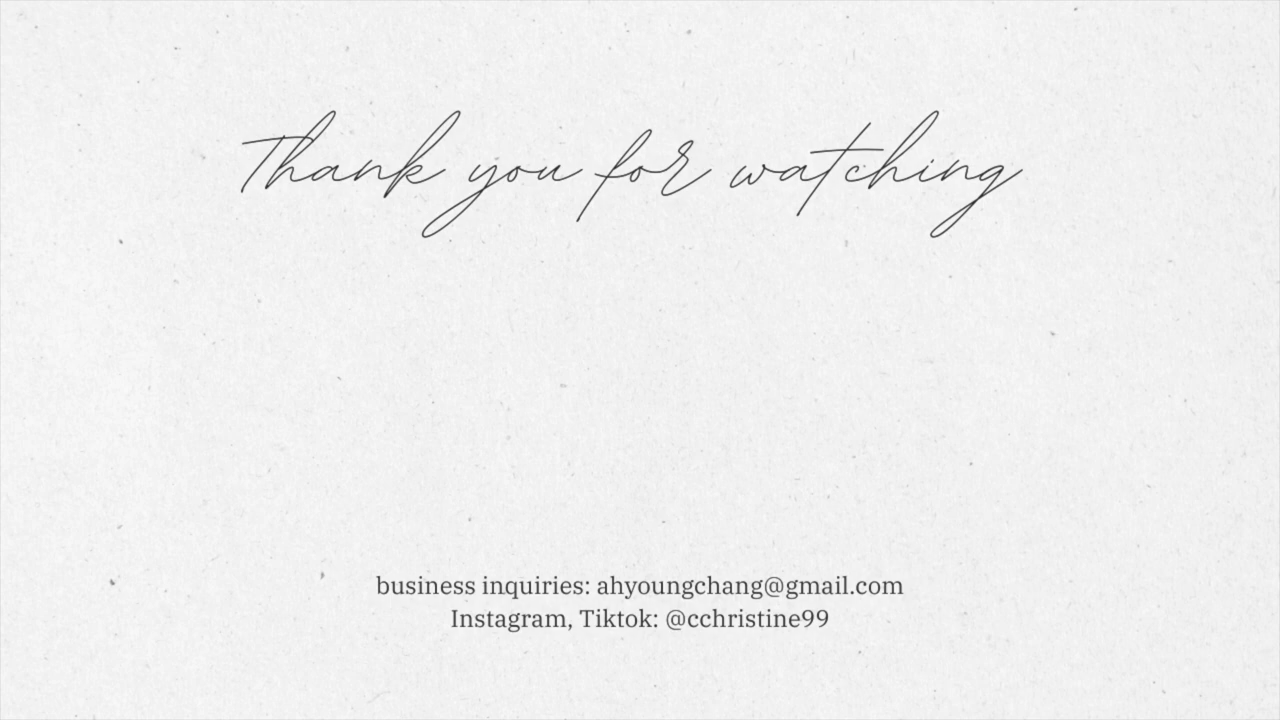 Thank you for watching
business inquiries: ahyoungchang@gmail.com
Instagram, Tiktok: @cchristine99